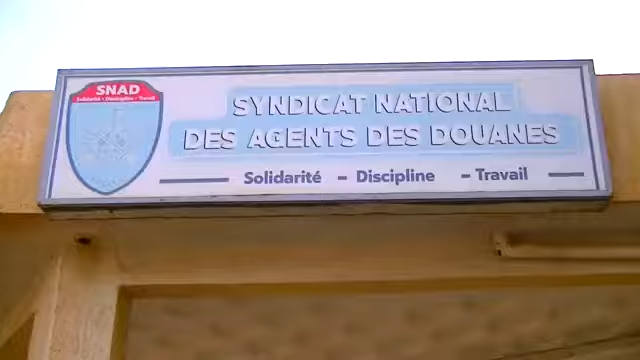 SNAD
Solidarité • Discipline • Travail
SYNDICAT NATIONAL
DES AGENTS DES DOUANES
Solidarité - Discipline - Travail